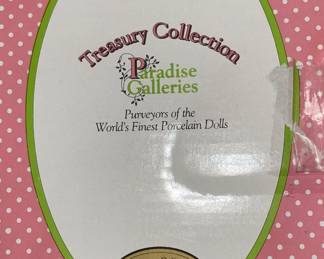 Treasury Collection
Paradise
Galleries
Purveyors of the
World's Finest Porcelain Dolls